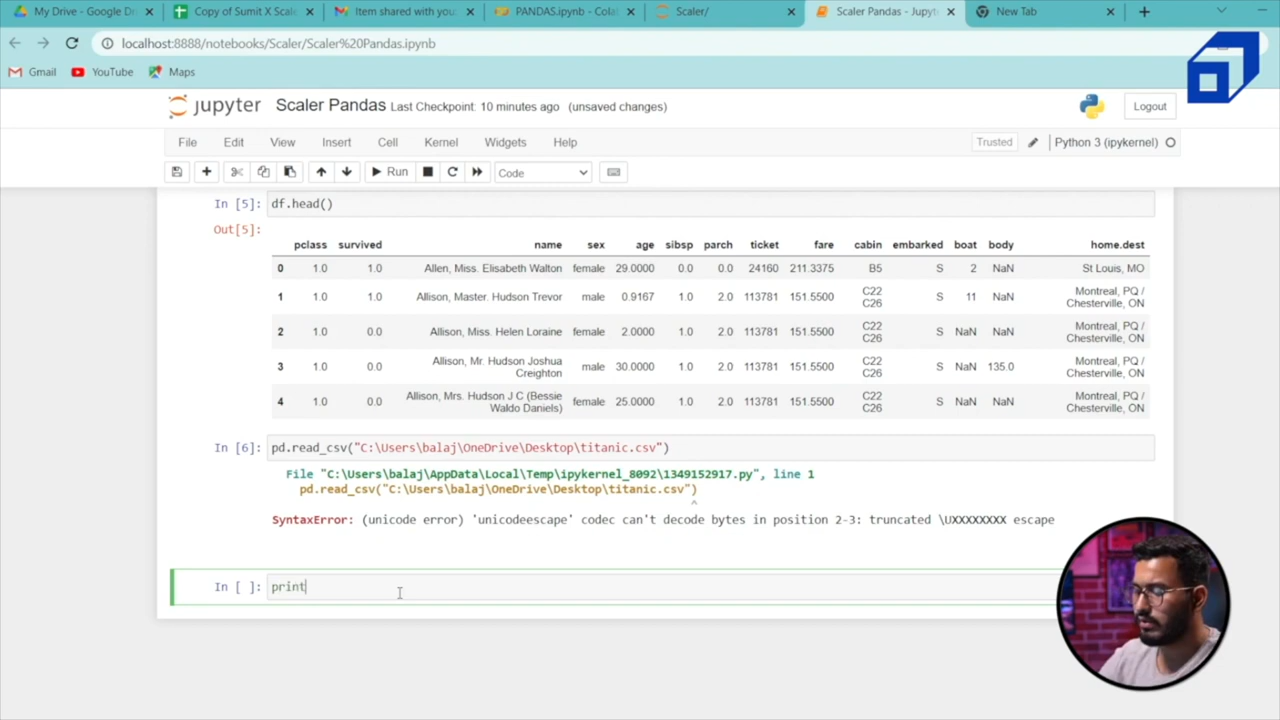 My Drive - Google Dr
Copy of Sumit X Scale
Item shared with you
PANDAS.ipynb - Cola
Scaler/
Scaler Pandas - Jupyt
New Tab
localhost:8888/notebooks/Scaler/Scaler%20Pandas.ipynb
Gmail YouTube Maps
jupyter Scaler Pandas Last Checkpoint: 10 minutes ago (unsaved changes)
Logout
File Edit View Insert Cell Kernel Widgets Help
Trusted Python 3 (ipykernel)
Run Code
In [5]: df.head()
Out[5]:
pclass survived name sex age sibsp parch ticket fare cabin embarked boat body home.dest
0 1.0 1.0 Allen, Miss. Elisabeth Walton female 29.0000 0.0 0.0 24160 211.3375 B5 S 2 NaN St Louis, MO
1 1.0 1.0 Allison, Master. Hudson Trevor male 0.9167 1.0 2.0 113781 151.5500 C22 C26 S 11 NaN Montreal, PQ / Chesterville, ON
2 1.0 0.0 Allison, Miss. Helen Loraine female 2.0000 1.0 2.0 113781 151.5500 C22 C26 S NaN NaN Montreal, PQ / Chesterville, ON
3 1.0 0.0 Allison, Mr. Hudson Joshua Creighton male 30.0000 1.0 2.0 113781 151.5500 C22 C26 S NaN 135.0 Montreal, PQ / Chesterville, ON
4 1.0 0.0 Allison, Mrs. Hudson J C (Bessie Waldo Daniels) female 25.0000 1.0 2.0 113781 151.5500 C22 C26 S NaN NaN Montreal, PQ / Chesterville, ON
In [6]: pd.read_csv("C:\Users\balaj\OneDrive\Desktop\titanic.csv")
File "C:\Users\balaj\AppData\Local\Temp\ipykernel_8092\1349152917.py", line 1
pd.read_csv("C:\Users\balaj\OneDrive\Desktop\titanic.csv")
^
SyntaxError: (unicode error) 'unicodeescape' codec can't decode bytes in position 2-3: truncated \UXXXXXXXX escape
In [ ]: print